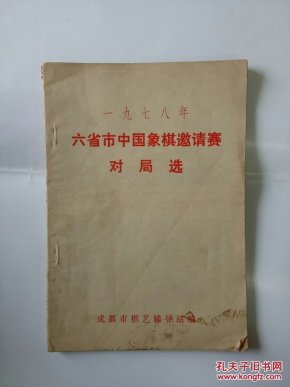 一九七八年
六省市中国象棋邀请赛
对局选
成都市棋艺辅导站编
孔夫子旧书网